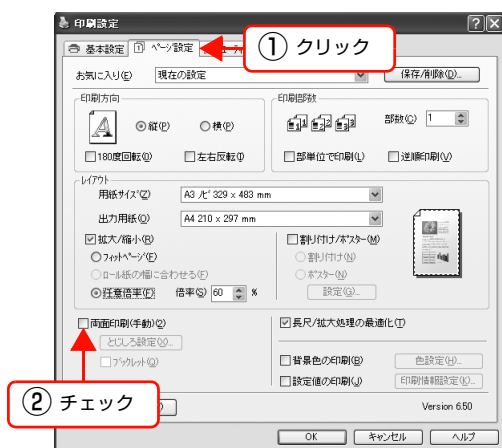 印刷設定
基本設定 ページ設定
① クリック
お気に入り(E) 現在の設定 保存/削除(D)...
印刷方向 印刷部数
縦(P) 横(P) 部数(C) 1
180度回転(0) 左右反転(I) 部単位で印刷(L) 逆順印刷(V)
レイアウト
用紙サイズ(Z) A3 ノビ 329 x 483 mm
出力用紙(O) A4 210 x 297 mm
拡大/縮小(R) 割り付け/ポスター(M)
フィットページ(F) 割り付け(N)
ロール紙の幅に合わせる(F) ポスター(N)
任意倍率(F) 倍率(S) 60 % 設定(G)...
両面印刷(手動)(2) 長尺/拡大処理の最適化(T)
とじしろ設定(X)...
ブックレット(Q) 背景色の印刷(B) 色設定(H)...
設定値の印刷(J) 印刷情報設定(K)...
② チェック
Version 6.50
OK キャンセル ヘルプ